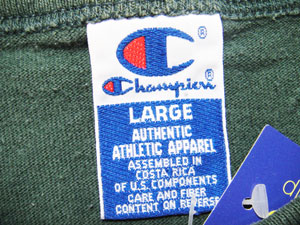 ®
Champion®
LARGE
AUTHENTIC
ATHLETIC APPAREL
ASSEMBLED IN
COSTA RICA
OF U.S. COMPONENTS
CARE AND FIBER
CONTENT ON REVERSE